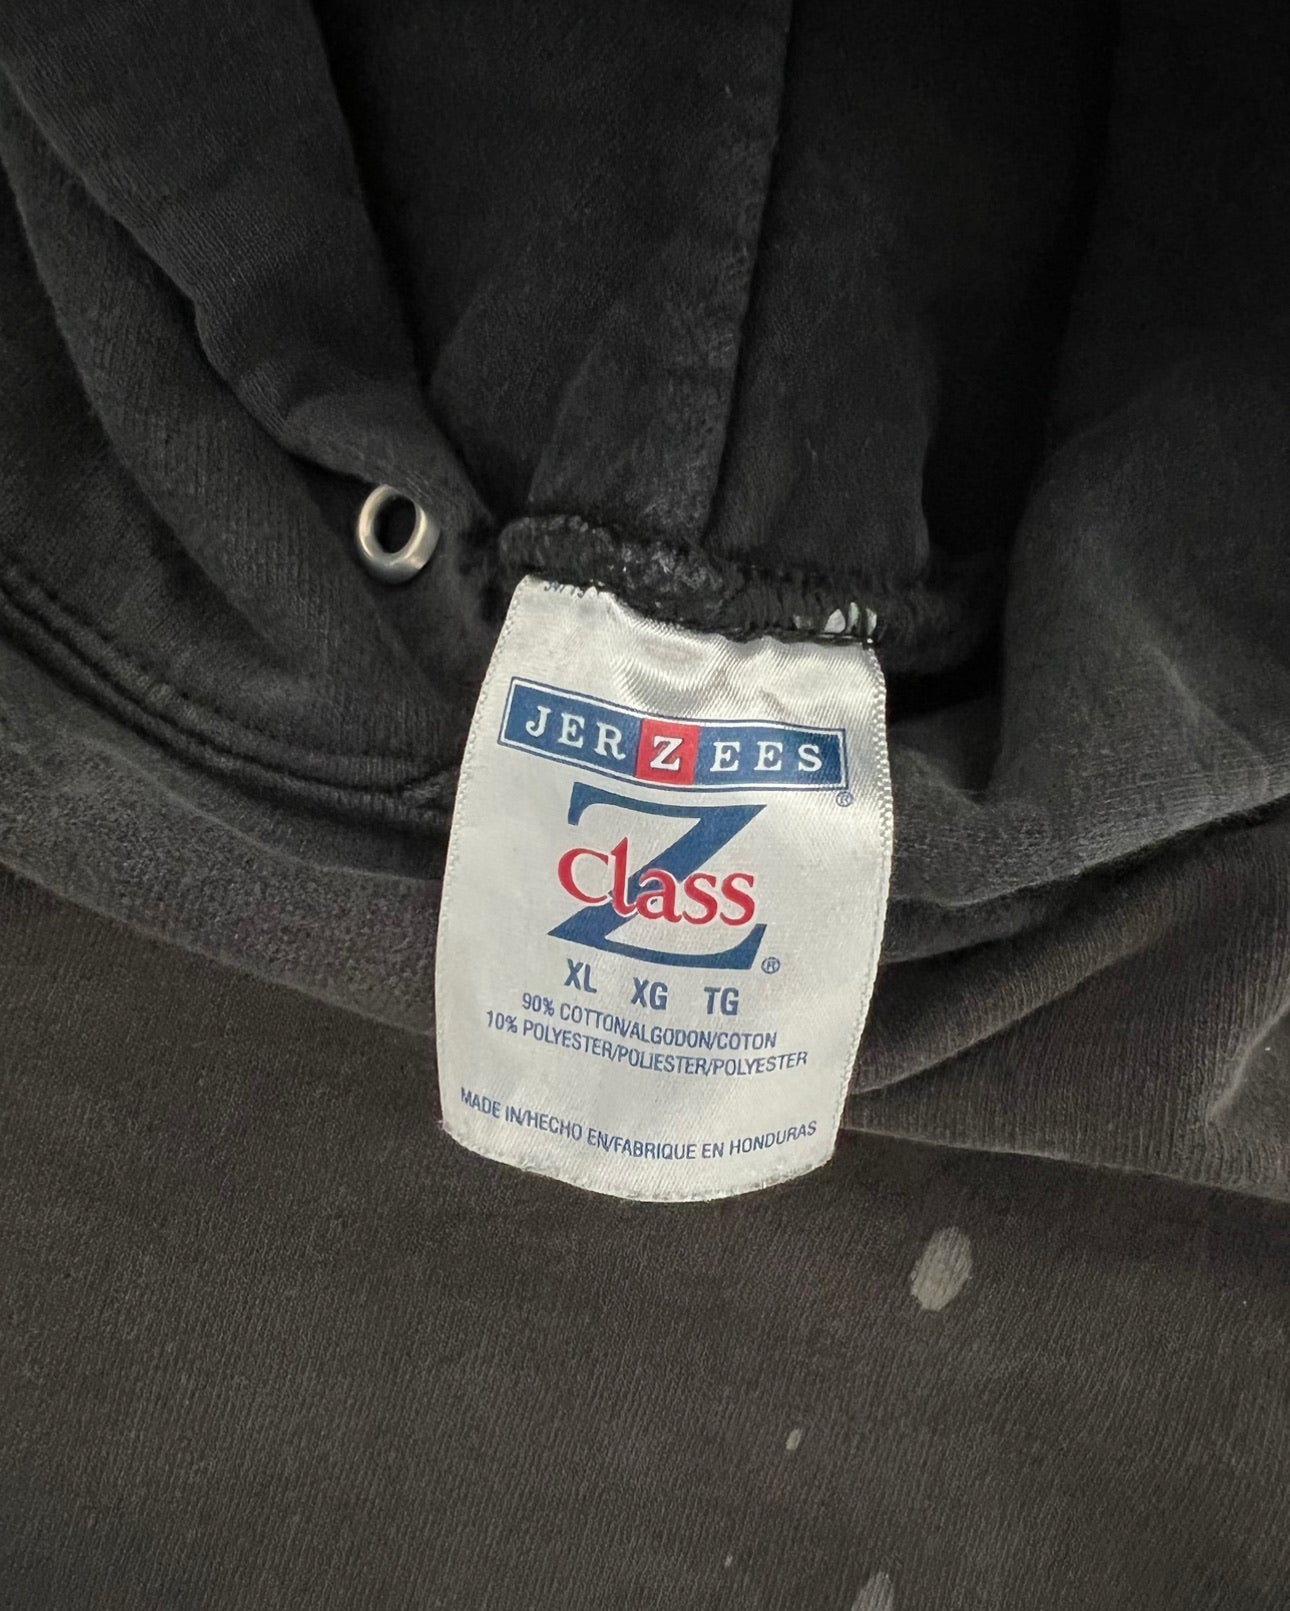 JERZEES
®
Z
class
®
XL XG TG
90% COTTON/ALGODON/COTON
10% POLYESTER/POLIESTER/POLYESTER
MADE IN/HECHO EN/FABRIQUE EN HONDURAS